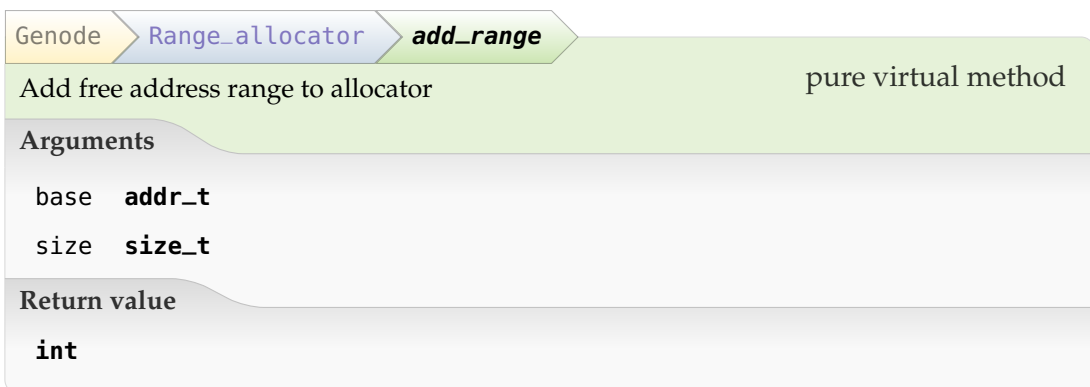 Genode Range_allocator add_range
pure virtual method
Add free address range to allocator
Arguments
base addr_t
size size_t
Return value
int